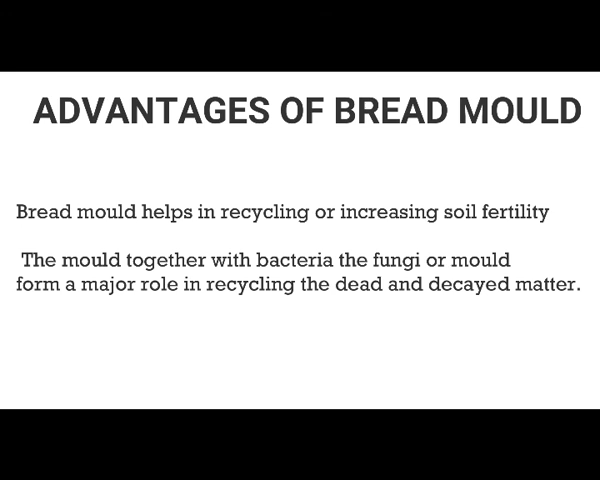 ADVANTAGES OF BREAD MOULD
Bread mould helps in recycling or increasing soil fertility
The mould together with bacteria the fungi or mould
form a major role in recycling the dead and decayed matter.